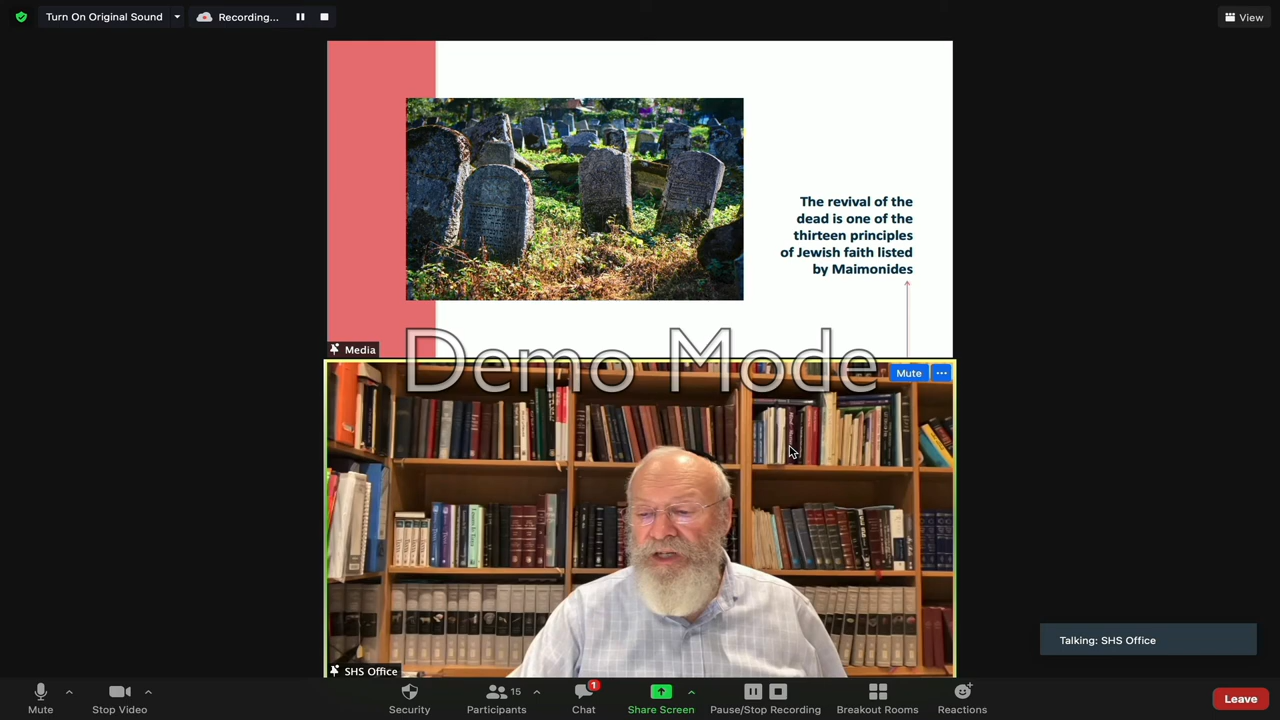 Turn On Original Sound
Recording...
View
The revival of the
dead is one of the
thirteen principles
of Jewish faith listed
by Maimonides
Media
Demo Mode
Mute
SHS Office
Talking: SHS Office
Mute
Stop Video
Security
15
Participants
1
Chat
Share Screen
Pause/Stop Recording
Breakout Rooms
Reactions
Leave